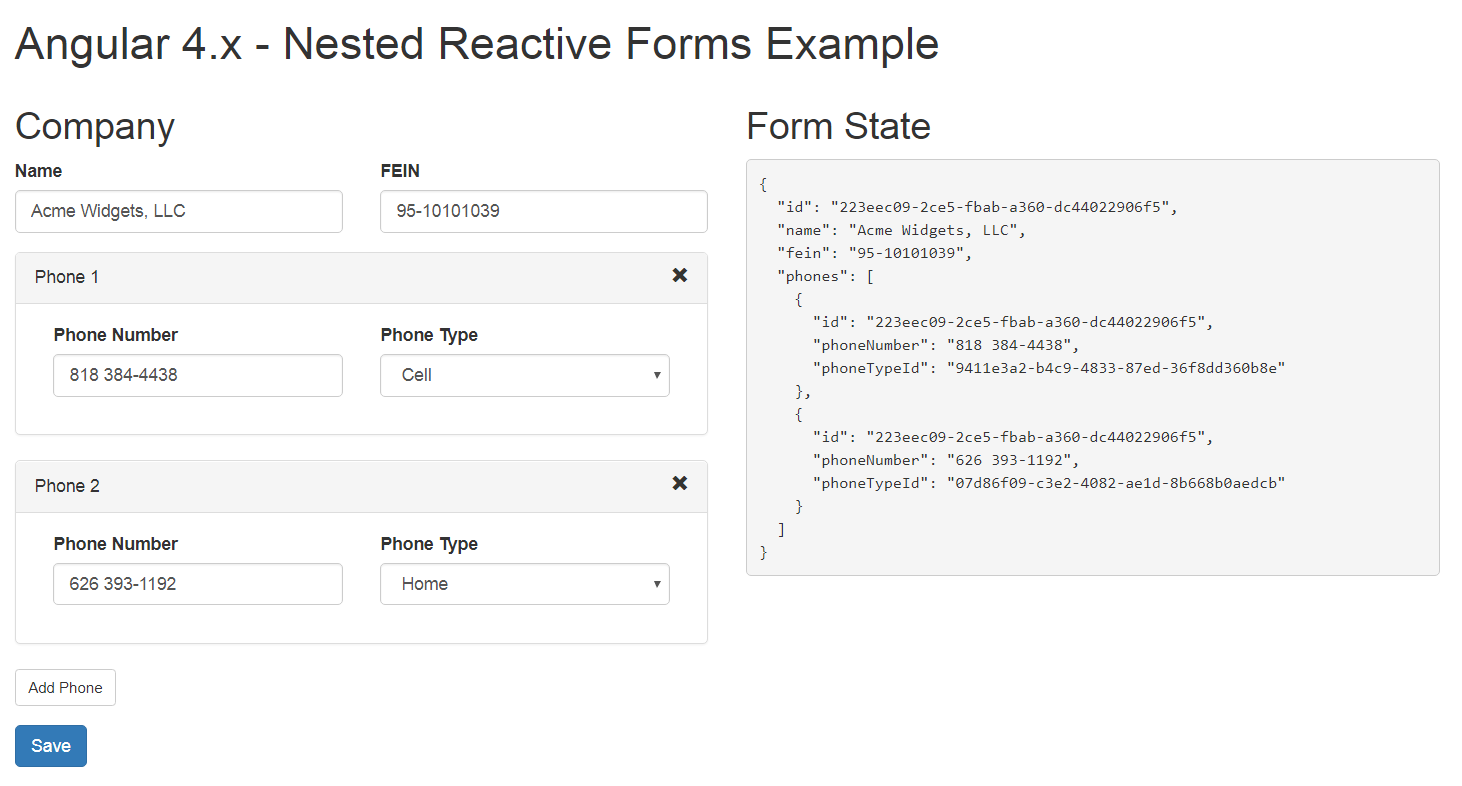 Angular 4.x - Nested Reactive Forms Example
Company
Name
FEIN
Acme Widgets, LLC
95-10101039
Phone 1
✖
Phone Number
Phone Type
818 384-4438
Cell
Phone 2
✖
Phone Number
Phone Type
626 393-1192
Home
Add Phone
Save
Form State
{
  "id": "223eec09-2ce5-fbab-a360-dc44022906f5",
  "name": "Acme Widgets, LLC",
  "fein": "95-10101039",
  "phones": [
    {
      "id": "223eec09-2ce5-fbab-a360-dc44022906f5",
      "phoneNumber": "818 384-4438",
      "phoneTypeId": "9411e3a2-b4c9-4833-87ed-36f8dd360b8e"
    },
    {
      "id": "223eec09-2ce5-fbab-a360-dc44022906f5",
      "phoneNumber": "626 393-1192",
      "phoneTypeId": "07d86f09-c3e2-4082-ae1d-8b668b0aedcb"
    }
  ]
}